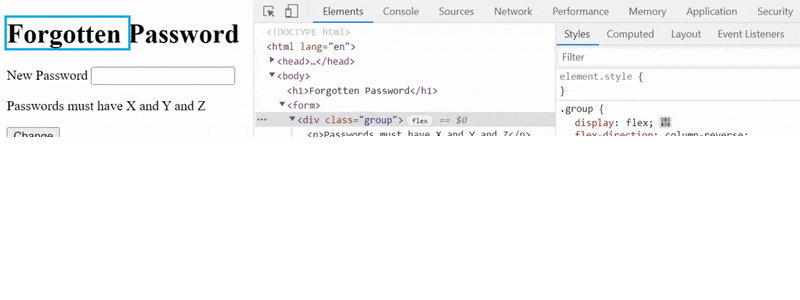 Forgotten Password
New Password
Passwords must have X and Y and Z
Change
Elements Console Sources Network Performance Memory Application Security
<!DOCTYPE html>
<html lang="en">
<head>…</head>
<body>
<h1>Forgotten Password</h1>
<form>
<div class="group"> flex == $0
<p>Passwords must have X and Y and Z</p>
Styles Computed Layout Event Listeners
Filter
element.style {
}
.group {
display: flex;
flex-direction: column-reverse;